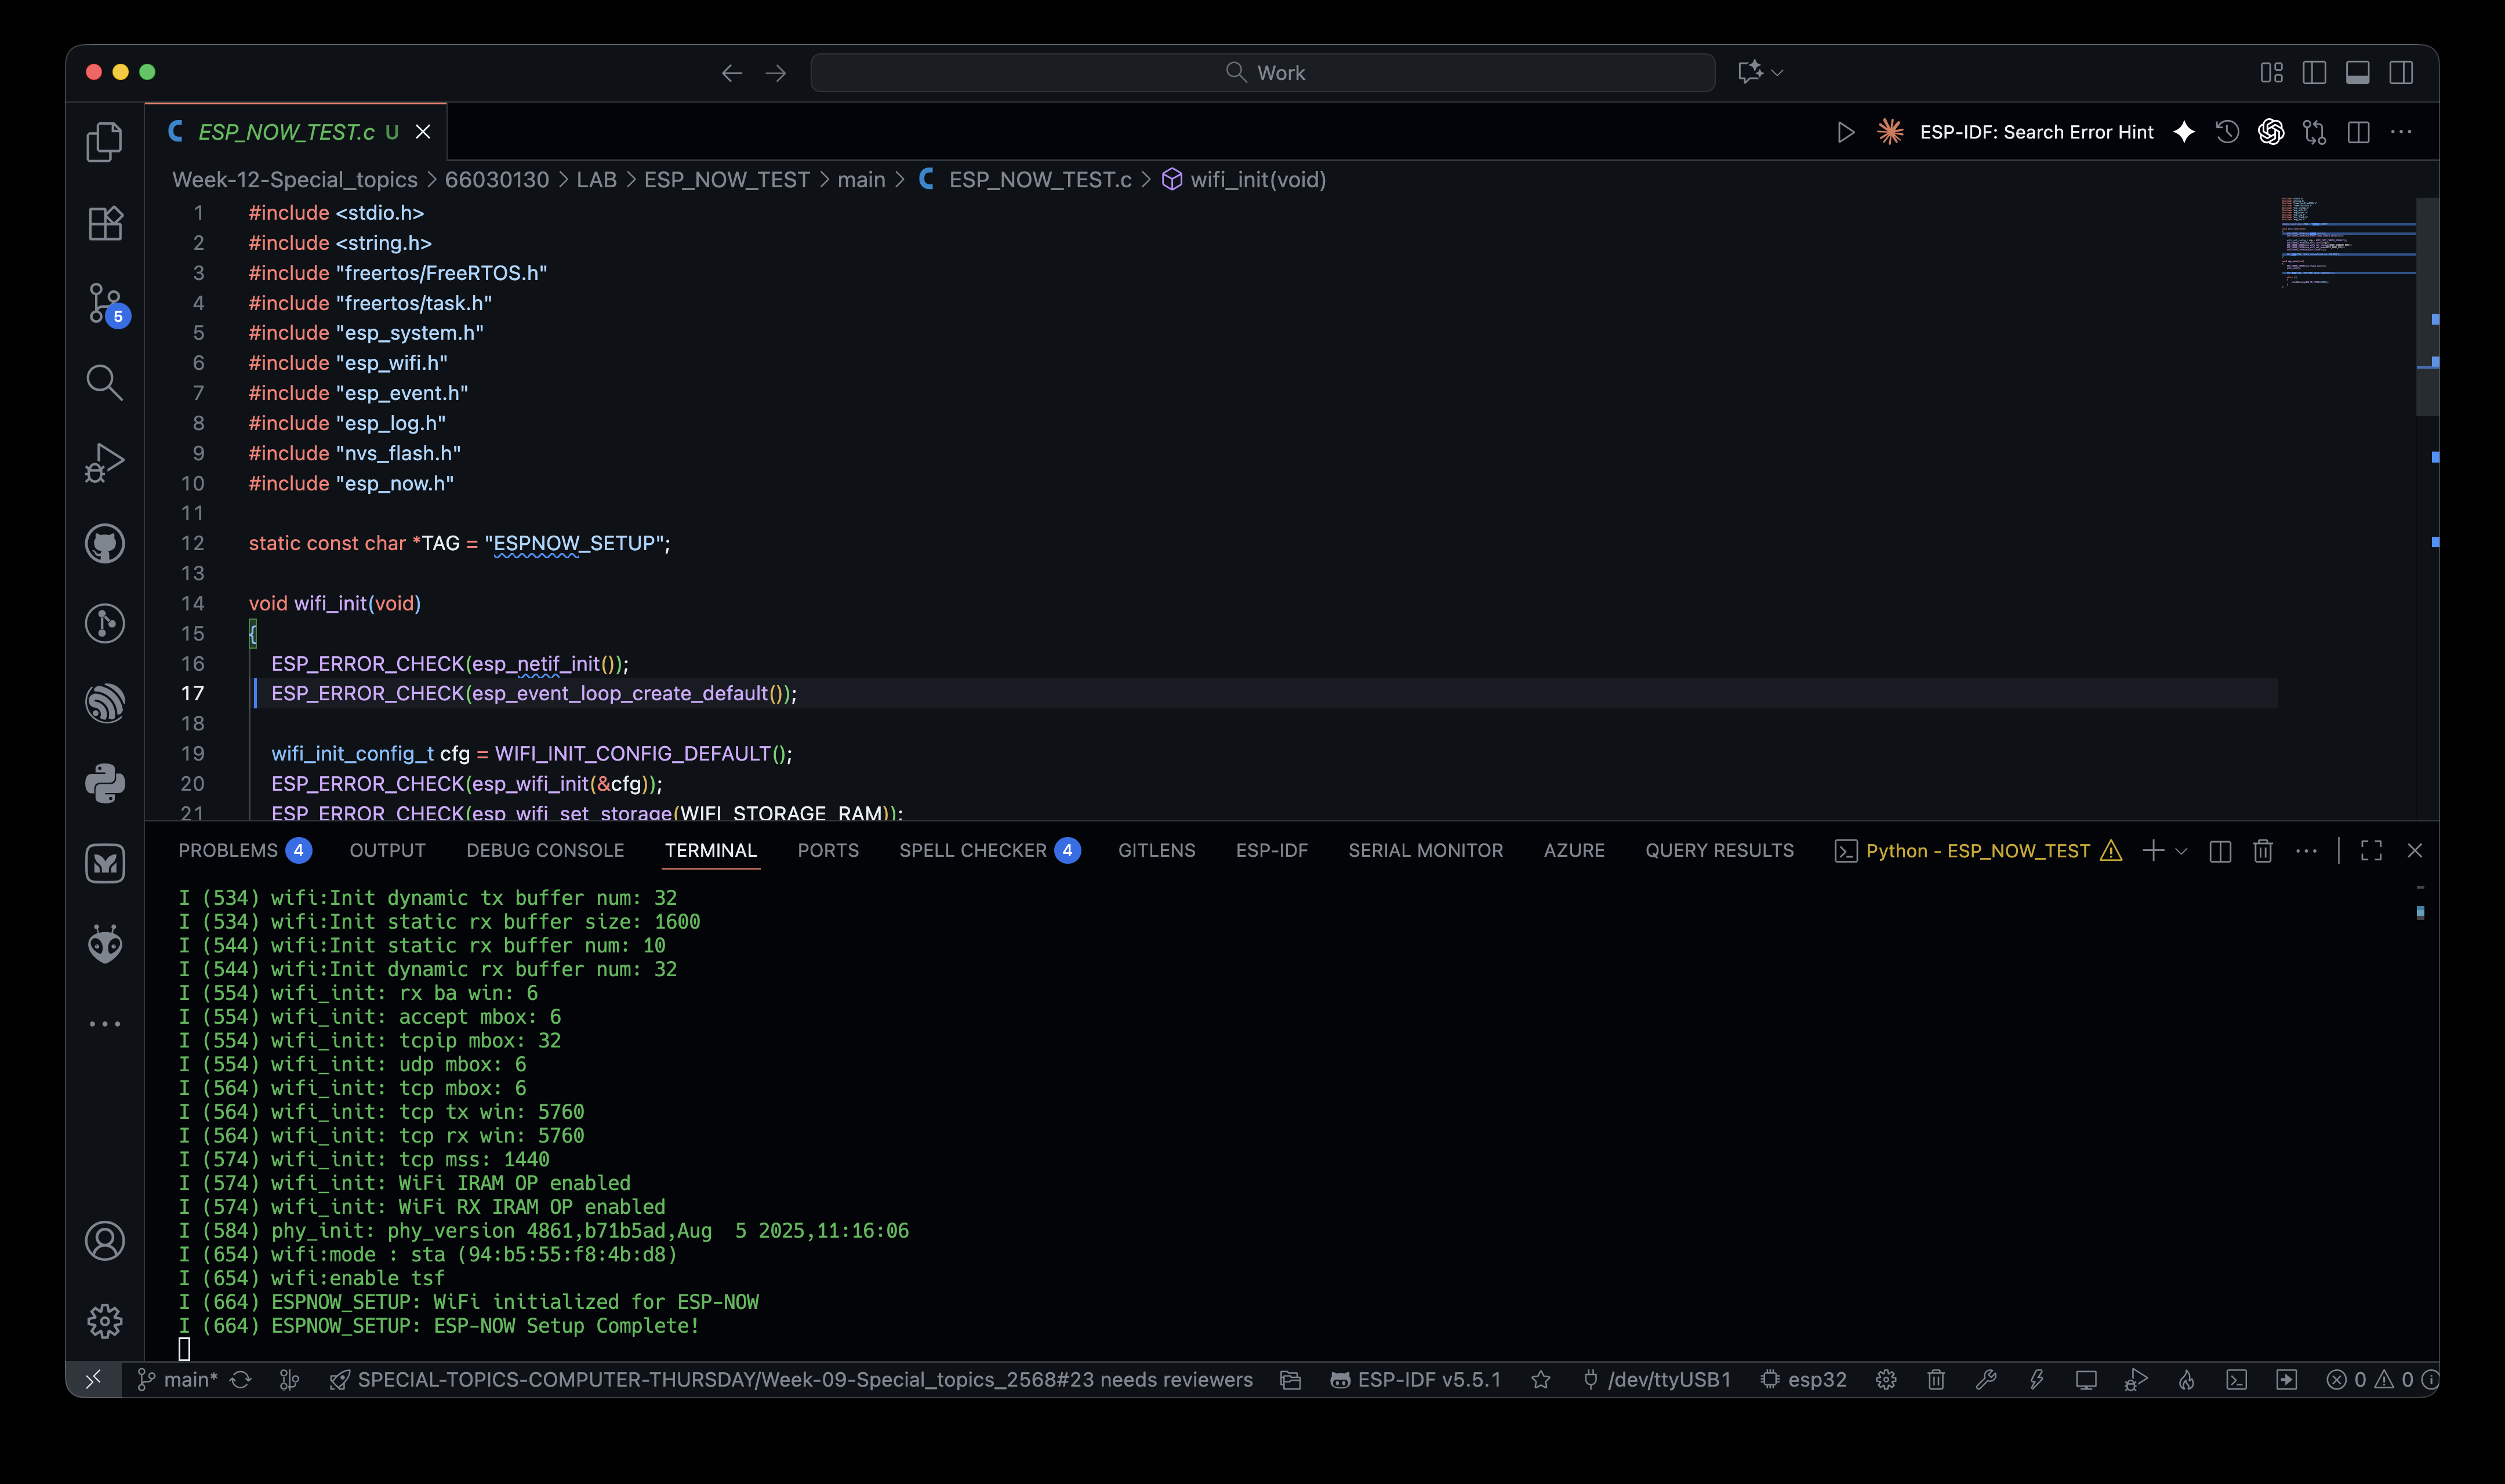 Work
ESP_NOW_TEST.c U
ESP-IDF: Search Error Hint
Week-12-Special_topics > 66030130 > LAB > ESP_NOW_TEST > main > C ESP_NOW_TEST.c > wifi_init(void)
1 #include <stdio.h>
2 #include <string.h>
3 #include "freertos/FreeRTOS.h"
4 #include "freertos/task.h"
5 #include "esp_system.h"
6 #include "esp_wifi.h"
7 #include "esp_event.h"
8 #include "esp_log.h"
9 #include "nvs_flash.h"
10 #include "esp_now.h"
11
12 static const char *TAG = "ESPNOW_SETUP";
13
14 void wifi_init(void)
15 {
16 ESP_ERROR_CHECK(esp_netif_init());
17 ESP_ERROR_CHECK(esp_event_loop_create_default());
18
19 wifi_init_config_t cfg = WIFI_INIT_CONFIG_DEFAULT();
20 ESP_ERROR_CHECK(esp_wifi_init(&cfg));
21 ESP_ERROR_CHECK(esp_wifi_set_storage(WIFI_STORAGE_RAM));
5
PROBLEMS 4 OUTPUT DEBUG CONSOLE TERMINAL PORTS SPELL CHECKER 4 GITLENS ESP-IDF SERIAL MONITOR AZURE QUERY RESULTS Python - ESP_NOW_TEST
I (534) wifi:Init dynamic tx buffer num: 32
I (534) wifi:Init static rx buffer size: 1600
I (544) wifi:Init static rx buffer num: 10
I (544) wifi:Init dynamic rx buffer num: 32
I (554) wifi_init: rx ba win: 6
I (554) wifi_init: accept mbox: 6
I (554) wifi_init: tcpip mbox: 32
I (554) wifi_init: udp mbox: 6
I (564) wifi_init: tcp mbox: 6
I (564) wifi_init: tcp tx win: 5760
I (564) wifi_init: tcp rx win: 5760
I (574) wifi_init: tcp mss: 1440
I (574) wifi_init: WiFi IRAM OP enabled
I (574) wifi_init: WiFi RX IRAM OP enabled
I (584) phy_init: phy_version 4861,b71b5ad,Aug  5 2025,11:16:06
I (654) wifi:mode : sta (94:b5:55:f8:4b:d8)
I (654) wifi:enable tsf
I (664) ESPNOW_SETUP: WiFi initialized for ESP-NOW
I (664) ESPNOW_SETUP: ESP-NOW Setup Complete!
main* SPECIAL-TOPICS-COMPUTER-THURSDAY/Week-09-Special_topics_2568#23 needs reviewers ESP-IDF v5.5.1 /dev/ttyUSB1 esp32 0 0